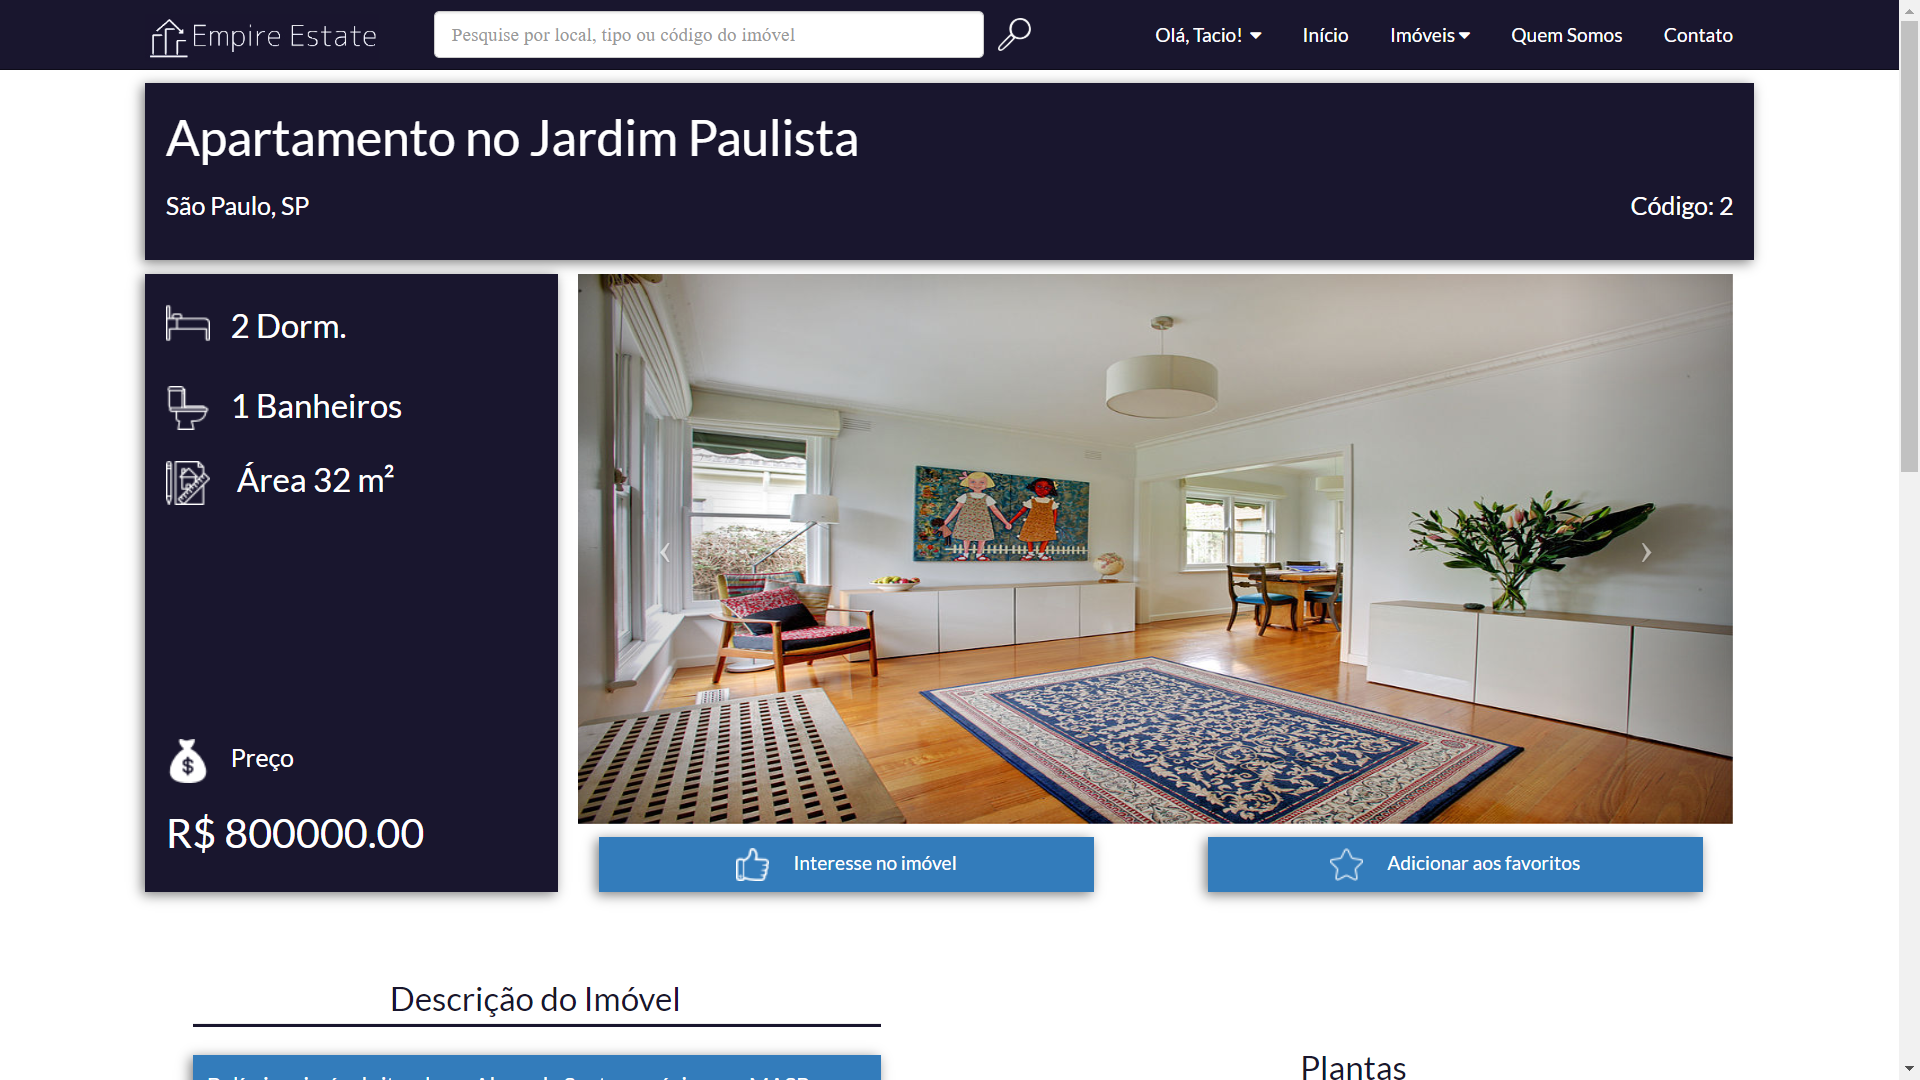 Empire Estate
Pesquise por local, tipo ou código do imóvel
Olá, Tacio!
Início
Imóveis
Quem Somos
Contato
Apartamento no Jardim Paulista
São Paulo, SP
Código: 2
2 Dorm.
1 Banheiros
Área 32 m²
Preço
R$ 800000.00
Interesse no imóvel
Adicionar aos favoritos
Descrição do Imóvel
Plantas